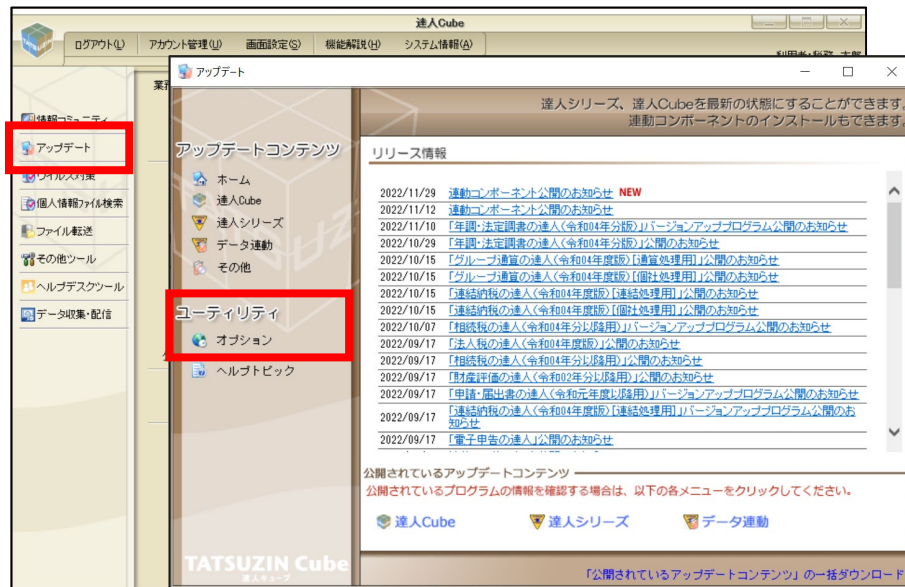 達人Cube
ログアウト(L) アカウント管理(U) 画面設定(S) 機能解説(H) システム情報(A)
情報コミュニティ
アップデート
ウイルス対策
個人情報ファイル検索
ファイル転送
その他ツール
ヘルプデスクツール
データ収集・配信
アップデート
達人シリーズ、達人Cubeを最新の状態にすることができます。
連動コンポーネントのインストールもできます。
アップデートコンテンツ
ホーム
達人Cube
達人シリーズ
データ連動
その他
ユーティリティ
オプション
ヘルプトピック
TATSUZIN Cube
達人キューブ
リリース情報
2022/11/29 連動コンポーネント公開のお知らせ NEW
2022/11/12 連動コンポーネント公開のお知らせ
2022/11/10 「年調・法定調書の達人(令和04年分版)」バージョンアッププログラム公開のお知らせ
2022/10/29 「年調・法定調書の達人(令和04年分版)」公開のお知らせ
2022/10/15 「グループ通算の達人(令和04年度版)[通算処理用]」公開のお知らせ
2022/10/15 「グループ通算の達人(令和04年度版)[個社処理用]」公開のお知らせ
2022/10/15 「連結納税の達人(令和04年度版)[連結処理用]」公開のお知らせ
2022/10/15 「連結納税の達人(令和04年度版)[個社処理用]」公開のお知らせ
2022/10/07 「相続税の達人(令和04年分以降用)」バージョンアッププログラム公開のお知らせ
2022/09/17 「法人税の達人(令和04年度版)」公開のお知らせ
2022/09/17 「相続税の達人(令和04年分以降用)」公開のお知らせ
2022/09/17 「財産評価の達人(令和02年分以降用)」公開のお知らせ
2022/09/17 「申請・届出書の達人(令和元年度以降用)」バージョンアッププログラム公開のお知らせ
2022/09/17 「連結納税の達人(令和04年度版)[連結処理用]」バージョンアッププログラム公開のお
知らせ
2022/09/17 「電子申告の達人」公開のお知らせ
公開されているアップデートコンテンツ
公開されているプログラムの情報を確認する場合は、以下の各メニューをクリックしてください。
達人Cube 達人シリーズ データ連動
「公開されているアップデートコンテンツ」の一括ダウンロード